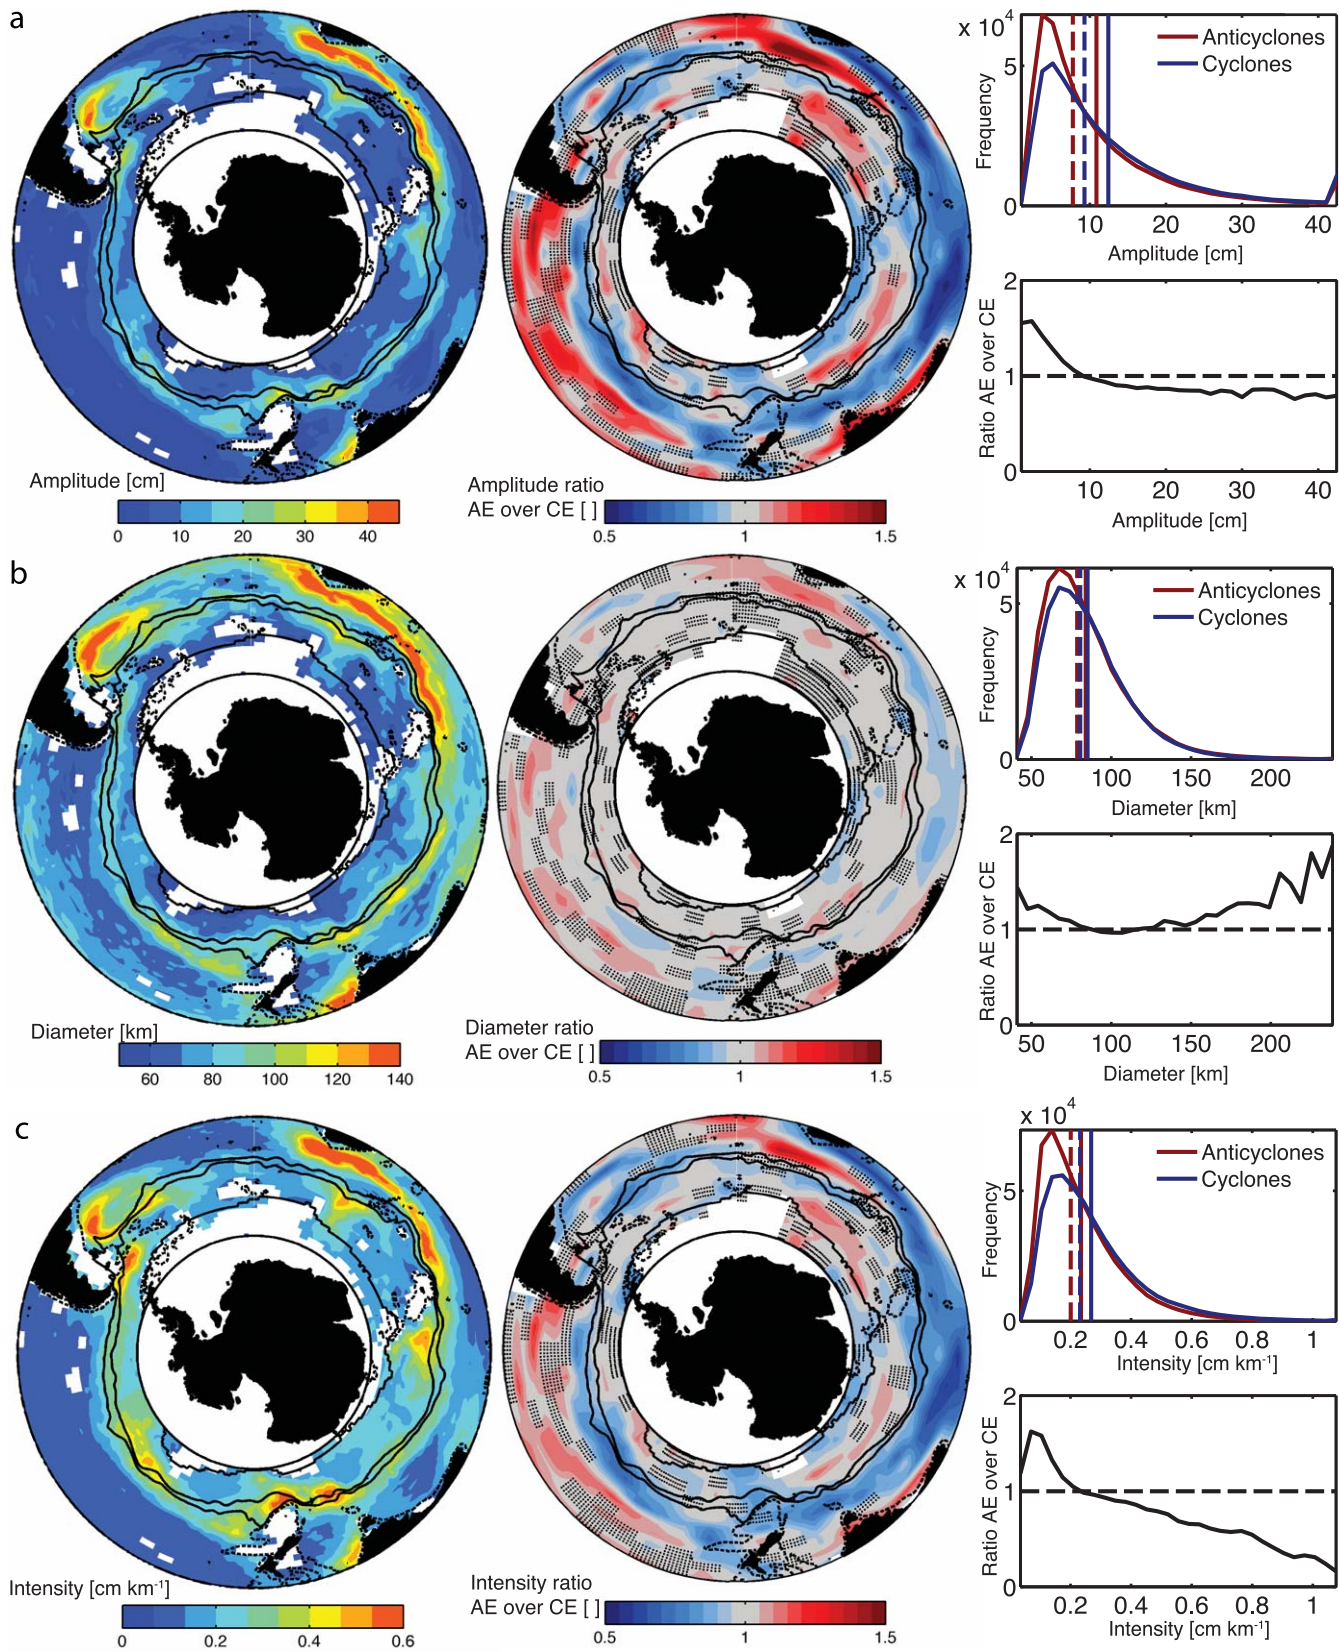 a
Amplitude [cm]
0 10 20 30 40
Amplitude ratio
AE over CE [ ]
0.5 1 1.5
x 10⁴
Anticyclones
Cyclones
Frequency
5
0
10 20 30 40
Amplitude [cm]
Ratio AE over CE
2
1
0
10 20 30 40
Amplitude [cm]
b
Diameter [km]
60 80 100 120 140
Diameter ratio
AE over CE [ ]
0.5 1 1.5
x 10⁴
Anticyclones
Cyclones
Frequency
5
0
50 100 150 200
Diameter [km]
Ratio AE over CE
2
1
0
50 100 150 200
Diameter [km]
c
Intensity [cm km⁻¹]
0 0.2 0.4 0.6
Intensity ratio
AE over CE [ ]
0.5 1 1.5
x 10⁴
Anticyclones
Cyclones
Frequency
5
0
0.2 0.4 0.6 0.8 1
Intensity [cm km⁻¹]
Ratio AE over CE
2
1
0
0.2 0.4 0.6 0.8 1
Intensity [cm km⁻¹]